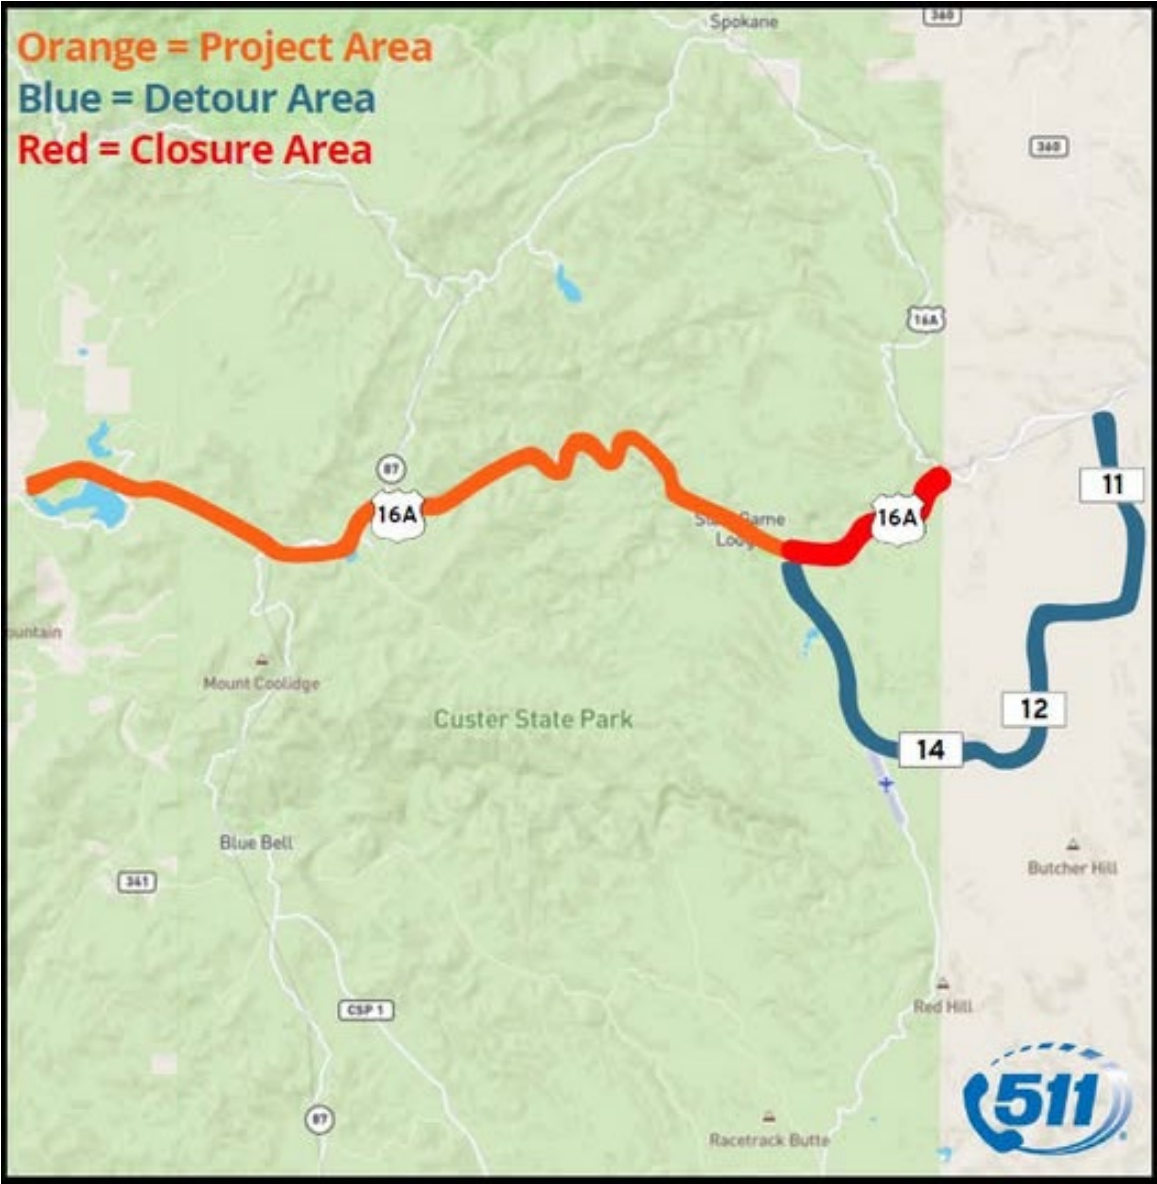 Spokane
360
Orange = Project Area
Blue = Detour Area
Red = Closure Area
360
16A
87
11
16A
16A
State Game
Lodge
ountain
Mount Coolidge
Custer State Park
12
14
Blue Bell
Butcher Hill
341
CSP 1
Red Hill
511
87
Racetrack Butte